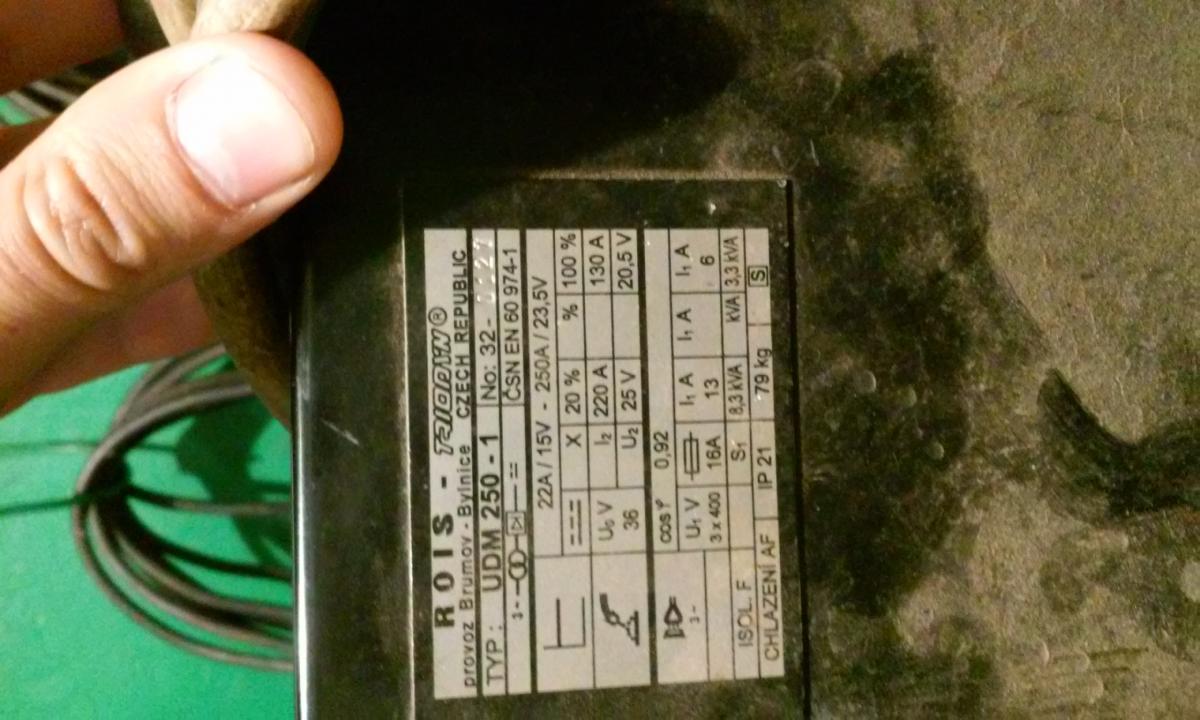 ROIS - TRIODYN®
provoz Brumov - Bylnice CZECH REPUBLIC
TYP : UDM 250 - 1 No: 32-
ČSN EN 60 974-1
22A / 15V - 250A / 23,5V
X 20 % % 100 %
U₀ V I₂ 220 A 130 A
36 U₂ 25 V 20,5 V
cos φ 0,92
U₁ V I₁ A I₁ A I₁ A
3 x 400 16A 13 6
ISOL. F S₁ 8,3 kVA kVA 3,3 kVA
CHLAZENÍ AF IP 21 79 kg S